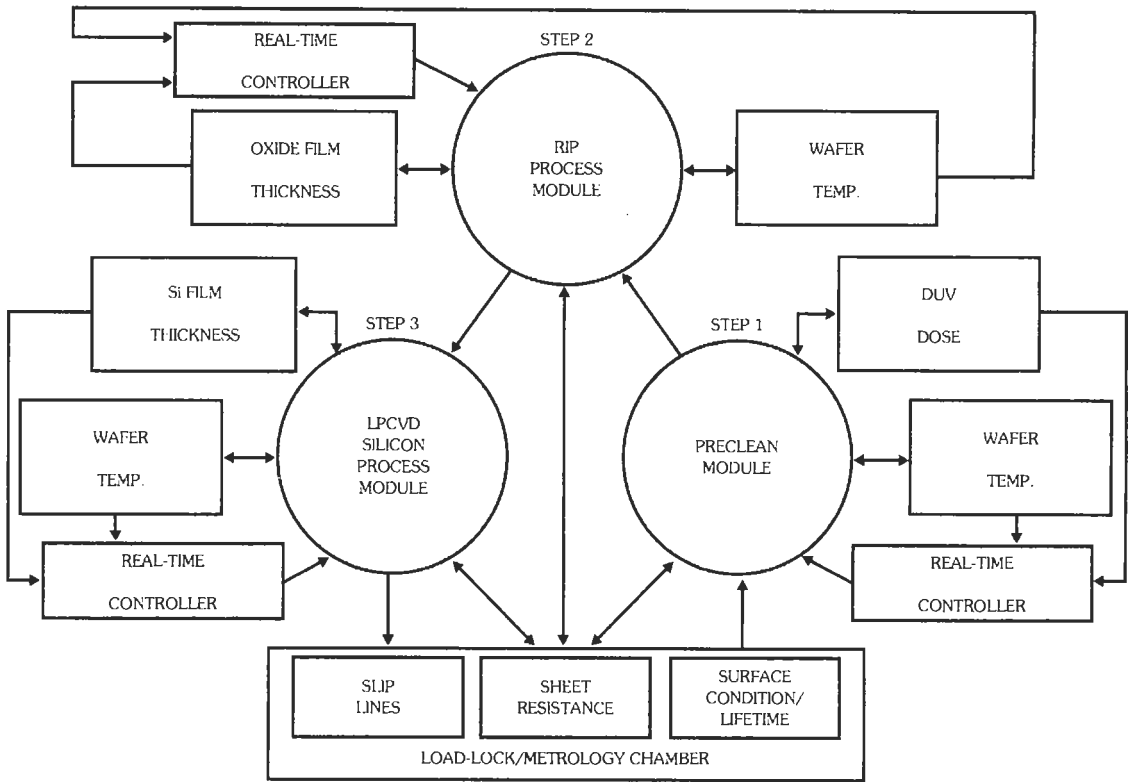 REAL-TIME
CONTROLLER
STEP 2
OXIDE FILM
THICKNESS
RIP
PROCESS
MODULE
WAFER
TEMP.
Si FILM
THICKNESS
STEP 3
STEP 1
DUV
DOSE
WAFER
TEMP.
LPCVD
SILICON
PROCESS
MODULE
PRECLEAN
MODULE
WAFER
TEMP.
REAL-TIME
CONTROLLER
REAL-TIME
CONTROLLER
SLIP
LINES
SHEET
RESISTANCE
SURFACE
CONDITION/
LIFETIME
LOAD-LOCK/METROLOGY CHAMBER